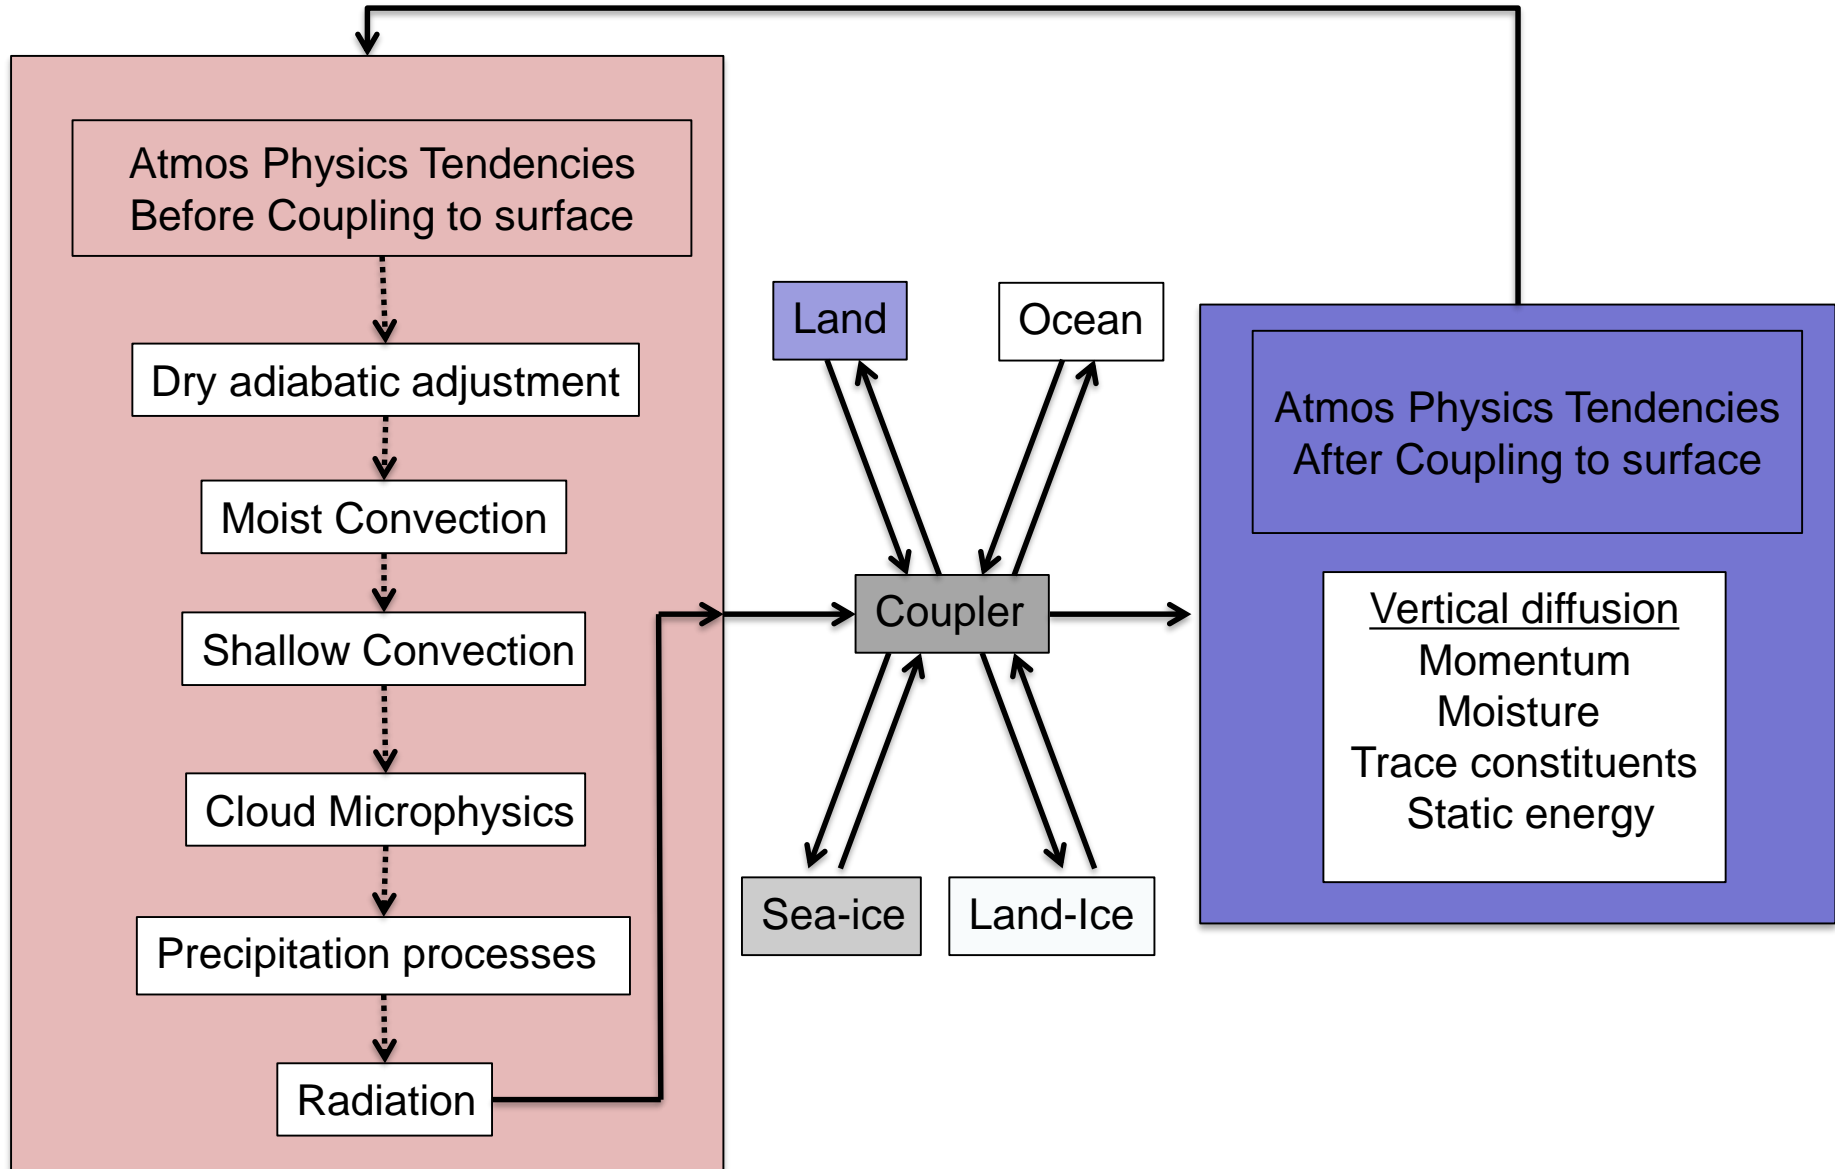 Atmos Physics Tendencies
Before Coupling to surface
Dry adiabatic adjustment
Moist Convection
Shallow Convection
Cloud Microphysics
Precipitation processes
Radiation
Land
Ocean
Coupler
Sea-ice
Land-Ice
Atmos Physics Tendencies
After Coupling to surface
Vertical diffusion
Momentum
Moisture
Trace constituents
Static energy